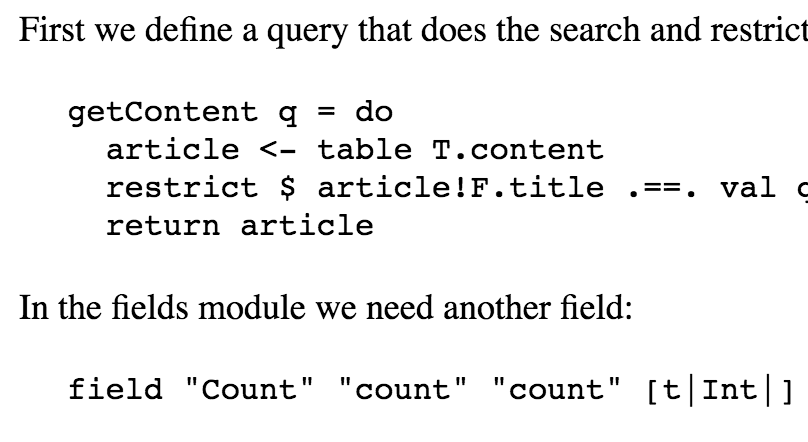 First we define a query that does the search and restrict
getContent q = do
article <- table T.content
restrict $ article!F.title .==. val
return article
In the fields module we need another field:
field "Count" "count" "count" [t|Int|]